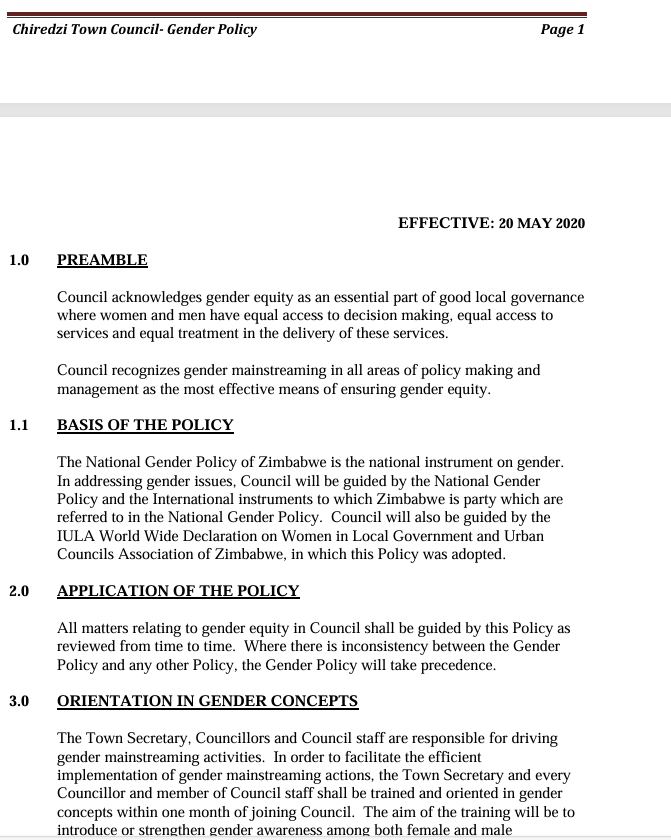 Chiredzi Town Council- Gender Policy Page 1
EFFECTIVE: 20 MAY 2020
1.0 PREAMBLE
Council acknowledges gender equity as an essential part of good local governance
where women and men have equal access to decision making, equal access to
services and equal treatment in the delivery of these services.
Council recognizes gender mainstreaming in all areas of policy making and
management as the most effective means of ensuring gender equity.
1.1 BASIS OF THE POLICY
The National Gender Policy of Zimbabwe is the national instrument on gender.
In addressing gender issues, Council will be guided by the National Gender
Policy and the International instruments to which Zimbabwe is party which are
referred to in the National Gender Policy.  Council will also be guided by the
IULA World Wide Declaration on Women in Local Government and Urban
Councils Association of Zimbabwe, in which this Policy was adopted.
2.0 APPLICATION OF THE POLICY
All matters relating to gender equity in Council shall be guided by this Policy as
reviewed from time to time.  Where there is inconsistency between the Gender
Policy and any other Policy, the Gender Policy will take precedence.
3.0 ORIENTATION IN GENDER CONCEPTS
The Town Secretary, Councillors and Council staff are responsible for driving
gender mainstreaming activities.  In order to facilitate the efficient
implementation of gender mainstreaming actions, the Town Secretary and every
Councillor and member of Council staff shall be trained and oriented in gender
concepts within one month of joining Council.  The aim of the training will be to
introduce or strengthen gender awareness among both female and male